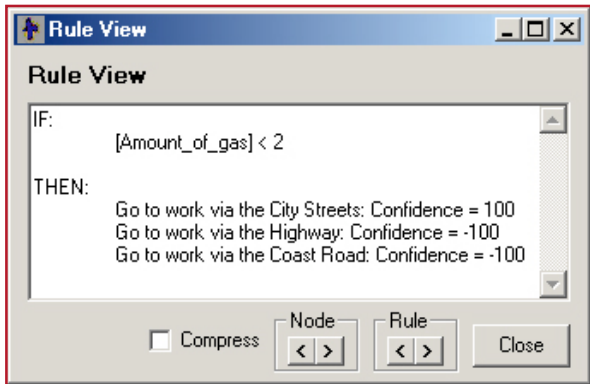 Rule View
Rule View
IF:
[Amount_of_gas] < 2
THEN:
Go to work via the City Streets: Confidence = 100
Go to work via the Highway: Confidence = -100
Go to work via the Coast Road: Confidence = -100
Compress Node < > Rule < > Close